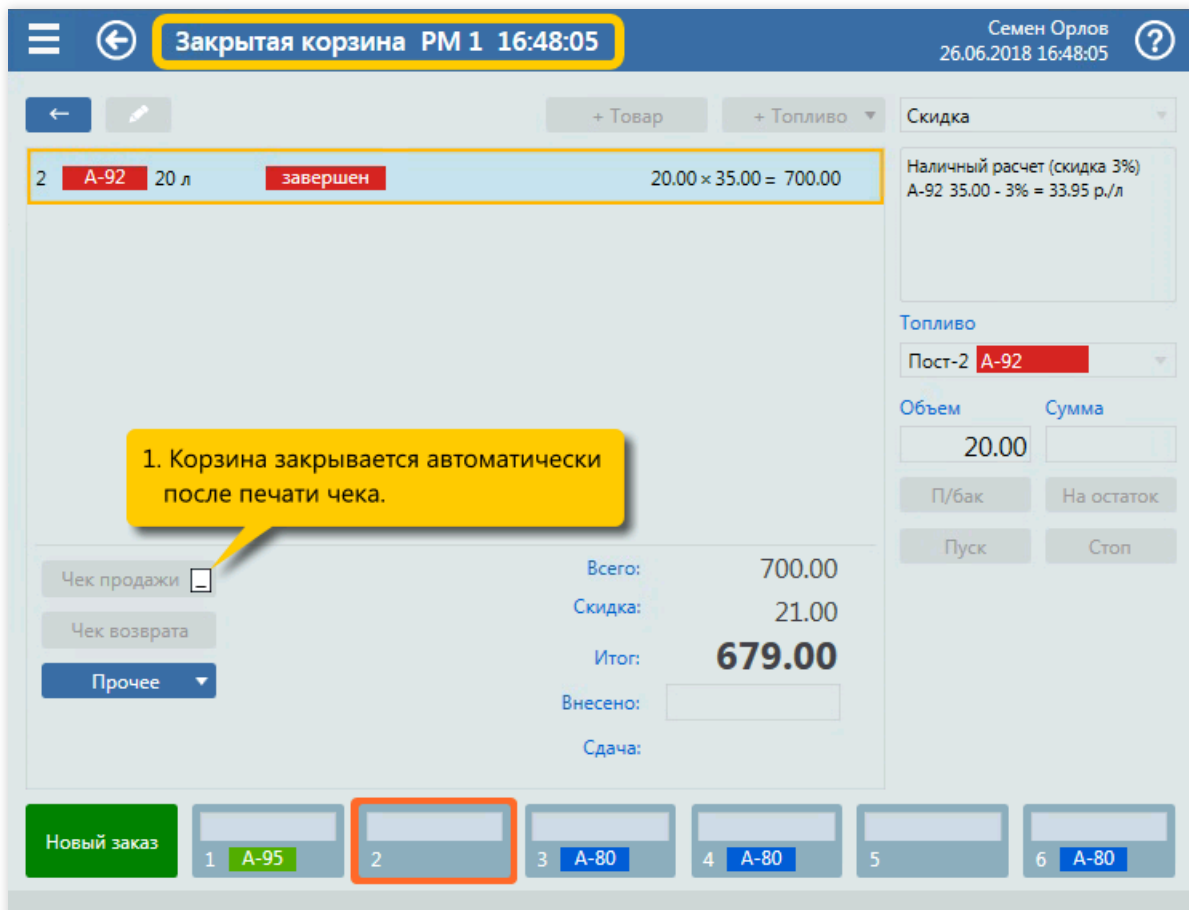 Закрытая корзина РМ 1 16:48:05
Семен Орлов
26.06.2018 16:48:05
?
+ Товар
+ Топливо
Скидка
2 А-92 20 л завершен 20.00 × 35.00 = 700.00
Наличный расчет (скидка 3%)
А-92 35.00 - 3% = 33.95 р./л
Топливо
Пост-2 А-92
Объем Сумма
20.00
П/бак На остаток
Пуск Стоп
1. Корзина закрывается автоматически
после печати чека.
Чек продажи _
Чек возврата
Прочее
Всего: 700.00
Скидка: 21.00
Итог: 679.00
Внесено:
Сдача:
Новый заказ
1 А-95
2
3 А-80
4 А-80
5
6 А-80